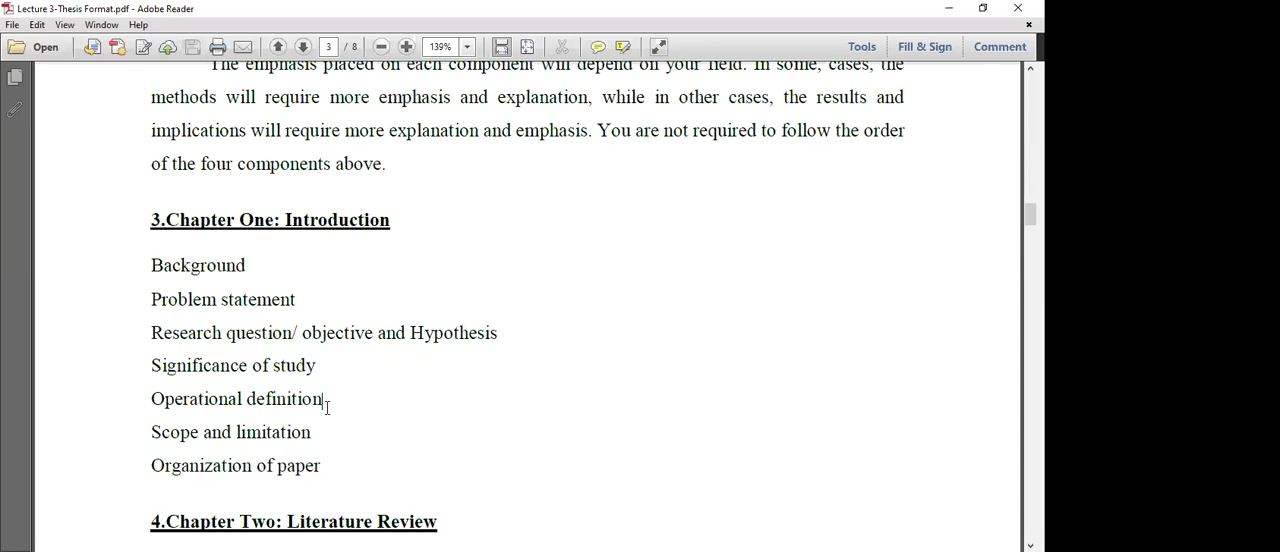 Lecture 3-Thesis Format.pdf - Adobe Reader
File Edit View Window Help
Open 3 / 8 139% Tools Fill & Sign Comment
The emphasis placed on each component will depend on your field. In some, cases, the
methods will require more emphasis and explanation, while in other cases, the results and
implications will require more explanation and emphasis. You are not required to follow the order
of the four components above.
3.Chapter One: Introduction
Background
Problem statement
Research question/ objective and Hypothesis
Significance of study
Operational definition
Scope and limitation
Organization of paper
4.Chapter Two: Literature Review